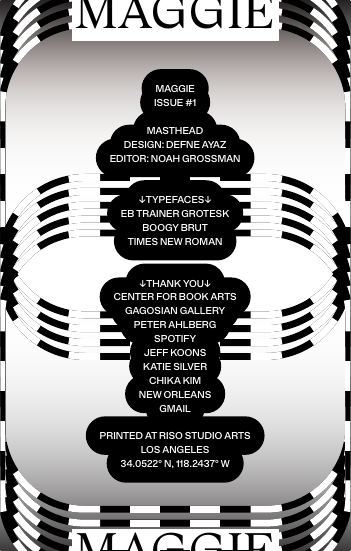 MAGGIE
MAGGIE
ISSUE #1
MASTHEAD
DESIGN: DEFNE AYAZ
EDITOR: NOAH GROSSMAN
↓TYPEFACES↓
EB TRAINER GROTESK
BOOGY BRUT
TIMES NEW ROMAN
↓THANK YOU↓
CENTER FOR BOOK ARTS
GAGOSIAN GALLERY
PETER AHLBERG
SPOTIFY
JEFF KOONS
KATIE SILVER
CHIKA KIM
NEW ORLEANS
GMAIL
PRINTED AT RISO STUDIO ARTS
LOS ANGELES
34.0522° N, 118.2437° W
MAGGIE